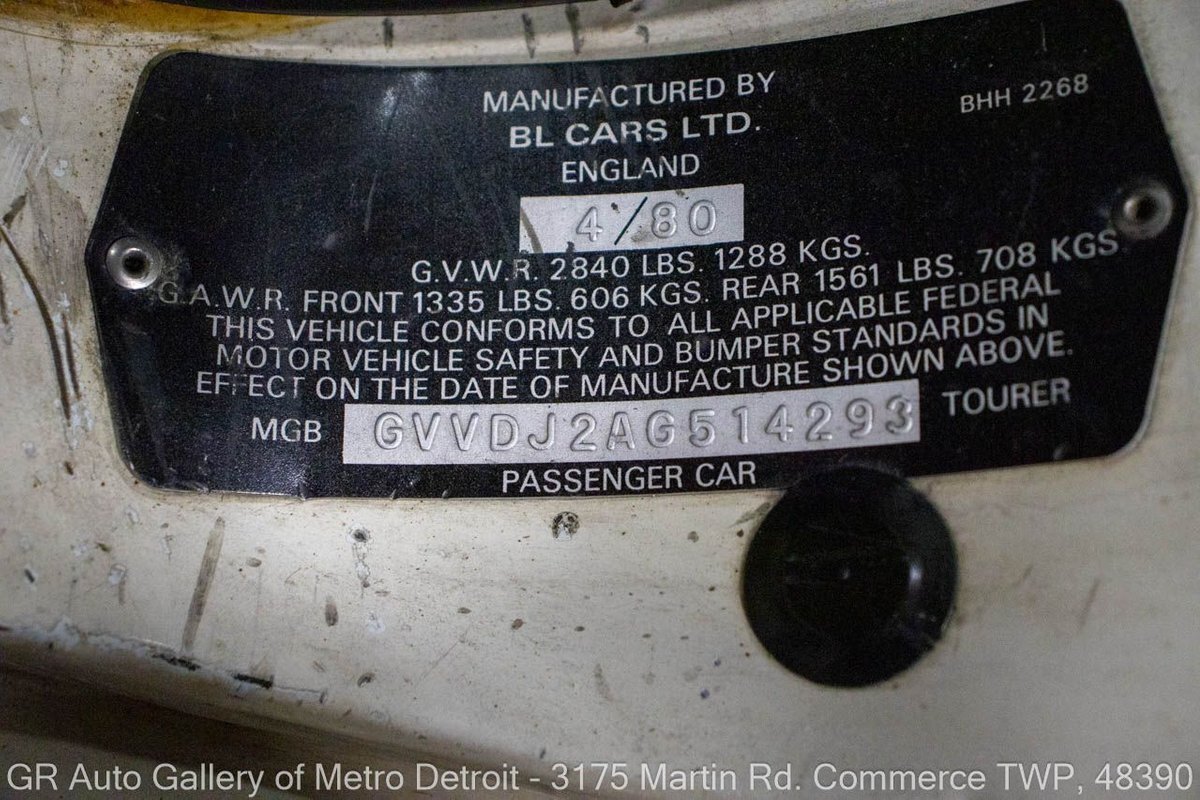 MANUFACTURED BY
BHH 2268
BL CARS LTD.
ENGLAND
4/80
G.V.W.R. 2840 LBS. 1288 KGS.
G.A.W.R. FRONT 1335 LBS. 606 KGS. REAR 1561 LBS. 708 KGS.
THIS VEHICLE CONFORMS TO ALL APPLICABLE FEDERAL
MOTOR VEHICLE SAFETY AND BUMPER STANDARDS IN
EFFECT ON THE DATE OF MANUFACTURE SHOWN ABOVE.
MGB GVVDJ2AG514293 TOURER
PASSENGER CAR
GR Auto Gallery of Metro Detroit - 3175 Martin Rd. Commerce TWP, 48390